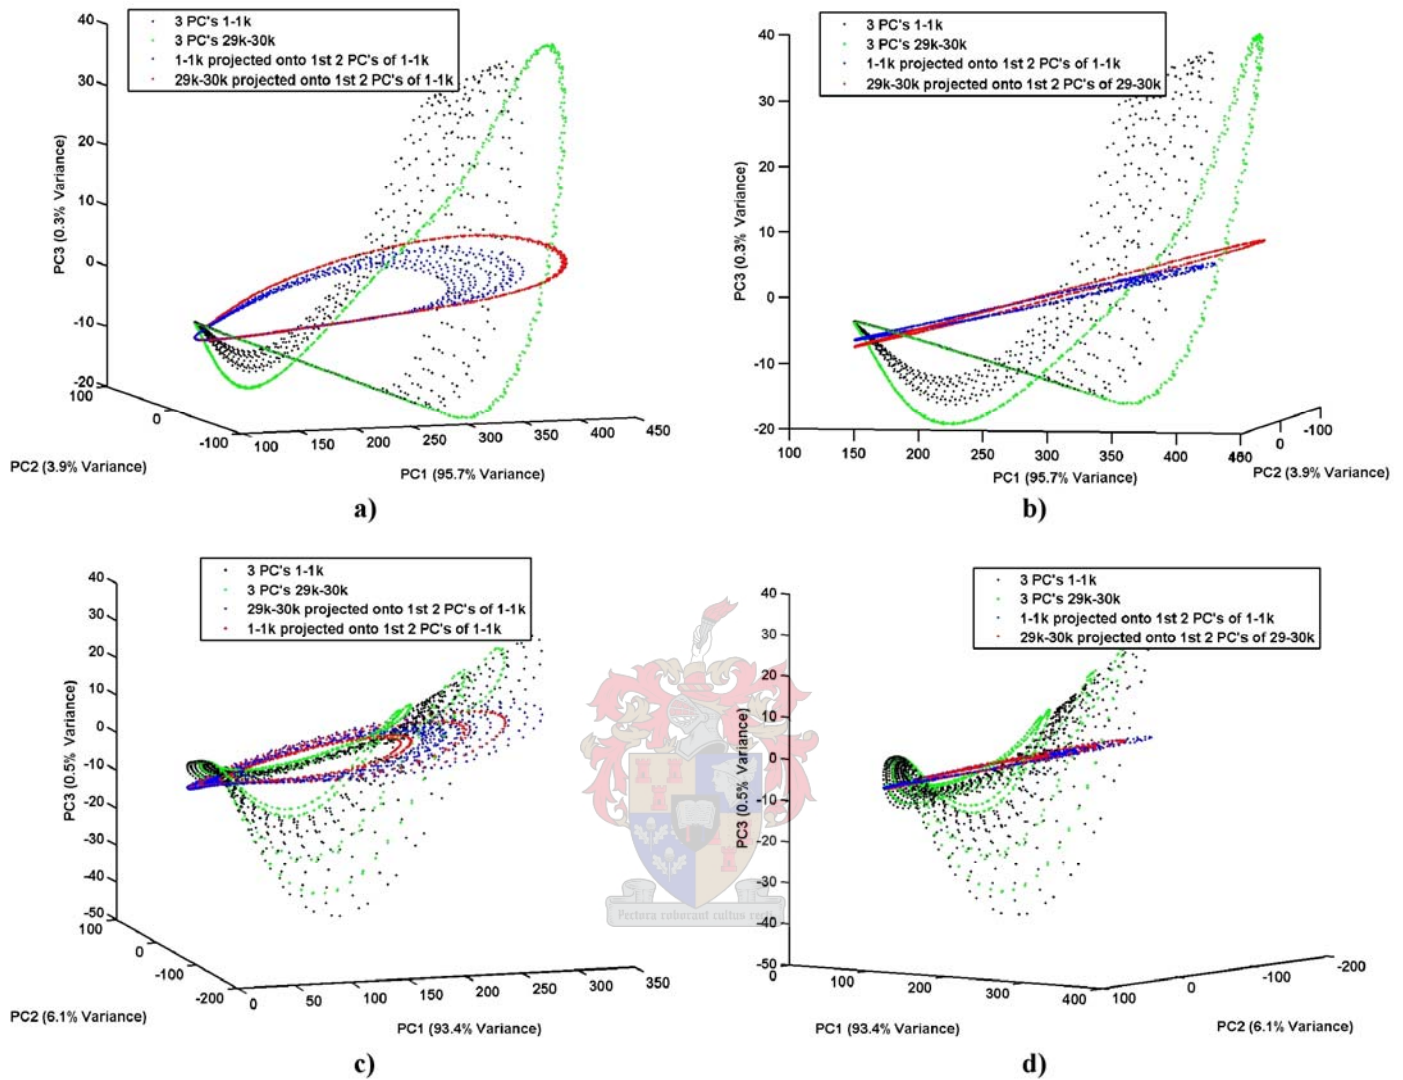 3 PC's 1-1k
3 PC's 29k-30k
1-1k projected onto 1st 2 PC's of 1-1k
29k-30k projected onto 1st 2 PC's of 1-1k
40
30
20
10
0
-10
-20
PC3 (0.3% Variance)
100
0
-100
PC2 (3.9% Variance)
100
150
200
250
300
350
400
450
PC1 (95.7% Variance)
a)
3 PC's 1-1k
3 PC's 29k-30k
1-1k projected onto 1st 2 PC's of 1-1k
29k-30k projected onto 1st 2 PC's of 29-30k
40
30
20
10
0
-10
-20
PC3 (0.3% Variance)
100
150
200
250
300
350
400
0
-100
PC1 (95.7% Variance)
PC2 (3.9% Variance)
b)
3 PC's 1-1k
3 PC's 29k-30k
29k-30k projected onto 1st 2 PC's of 1-1k
1-1k projected onto 1st 2 PC's of 1-1k
40
30
20
10
0
-10
-20
-30
-40
-50
PC3 (0.5% Variance)
100
0
-100
-200
PC2 (6.1% Variance)
0
50
100
150
200
250
300
350
PC1 (93.4% Variance)
c)
3 PC's 1-1k
3 PC's 29k-30k
1-1k projected onto 1st 2 PC's of 1-1k
29k-30k projected onto 1st 2 PC's of 29-30k
40
30
20
10
0
-10
-20
-30
-40
-50
PC3 (0.5% Variance)
0
100
200
300
400
100
0
-100
-200
PC1 (93.4% Variance)
PC2 (6.1% Variance)
d)
Pectora roborant cultus recti